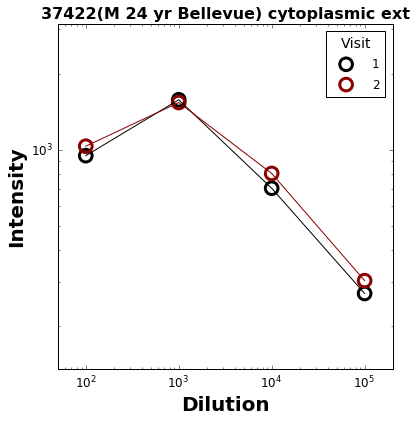 37422(M 24 yr Bellevue) cytoplasmic ext
Visit
1
2
10³
Intensity
10² 10³ 10⁴ 10⁵
Dilution